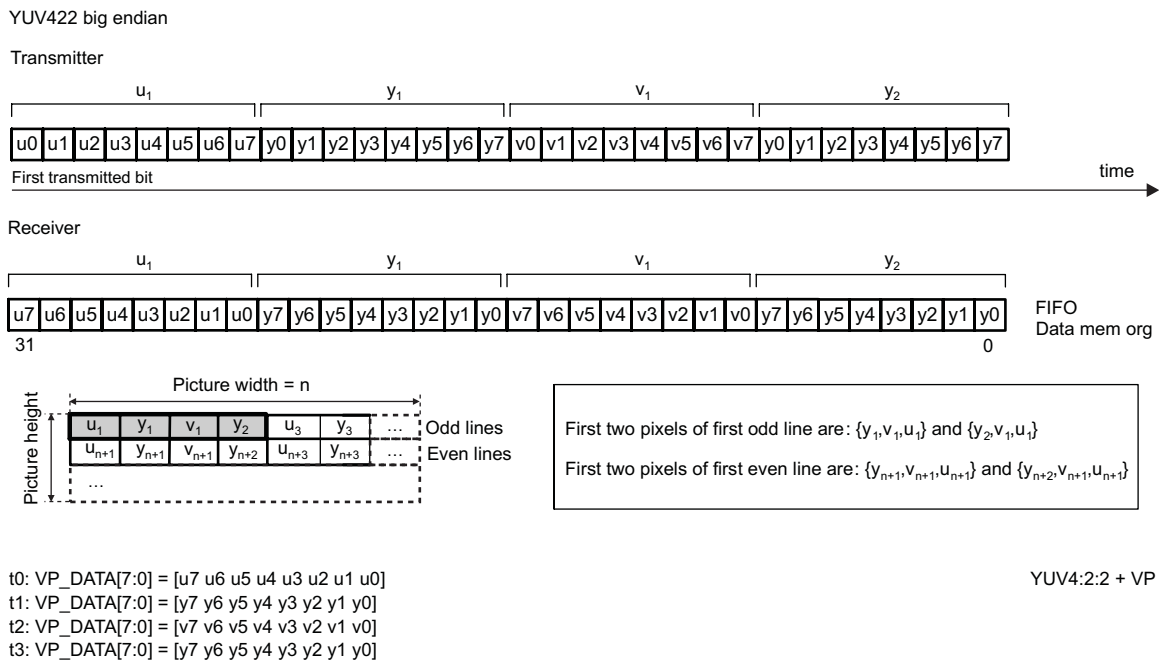 YUV422 big endian
Transmitter
u₁ y₁ v₁ y₂
u0 u1 u2 u3 u4 u5 u6 u7 y0 y1 y2 y3 y4 y5 y6 y7 v0 v1 v2 v3 v4 v5 v6 v7 y0 y1 y2 y3 y4 y5 y6 y7
First transmitted bit
time
Receiver
u₁ y₁ v₁ y₂
u7 u6 u5 u4 u3 u2 u1 u0 y7 y6 y5 y4 y3 y2 y1 y0 v7 v6 v5 v4 v3 v2 v1 v0 y7 y6 y5 y4 y3 y2 y1 y0
FIFO
Data mem org
31 0
Picture width = n
Picture height
u₁ y₁ v₁ y₂ u₃ y₃ ... Odd lines
uₙ₊₁ yₙ₊₁ vₙ₊₁ yₙ₊₂ uₙ₊₃ yₙ₊₃ ... Even lines
...
First two pixels of first odd line are: {y₁,v₁,u₁} and {y₂,v₁,u₁}
First two pixels of first even line are: {yₙ₊₁,vₙ₊₁,uₙ₊₁} and {yₙ₊₂,vₙ₊₁,uₙ₊₁}
t0: VP_DATA[7:0] = [u7 u6 u5 u4 u3 u2 u1 u0]
YUV4:2:2 + VP
t1: VP_DATA[7:0] = [y7 y6 y5 y4 y3 y2 y1 y0]
t2: VP_DATA[7:0] = [v7 v6 v5 v4 v3 v2 v1 v0]
t3: VP_DATA[7:0] = [y7 y6 y5 y4 y3 y2 y1 y0]